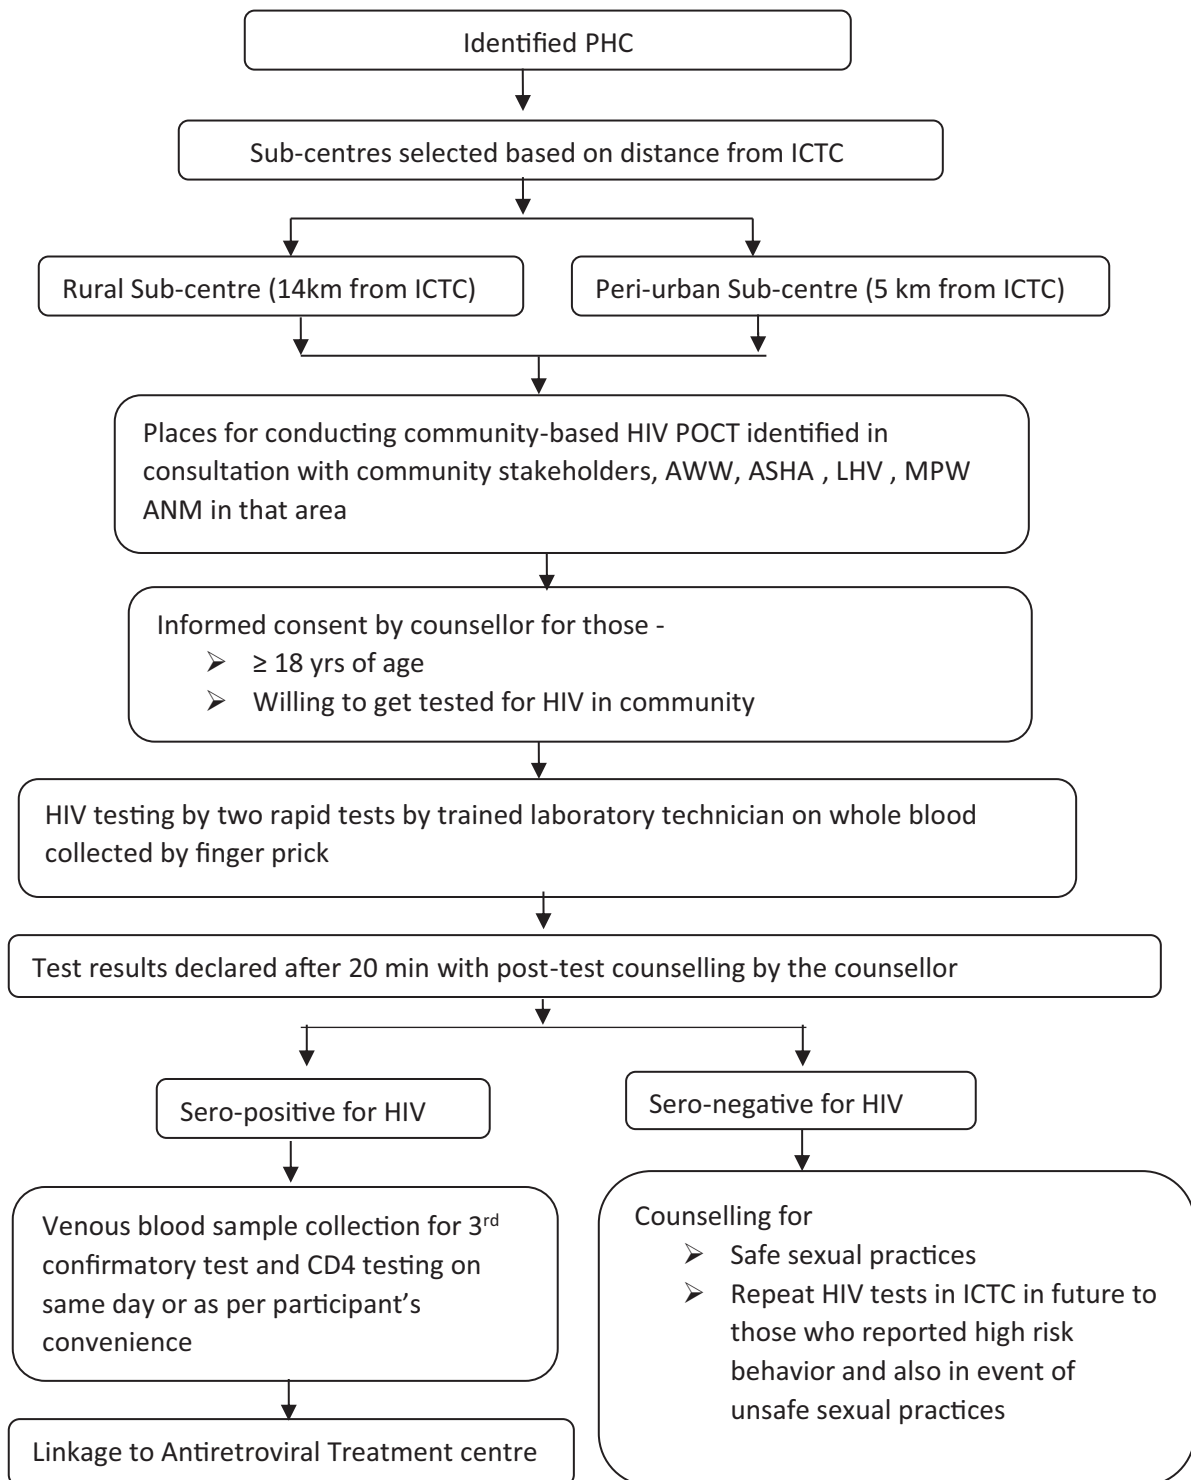 Identified PHC
Sub-centres selected based on distance from ICTC
Rural Sub-centre (14km from ICTC)
Peri-urban Sub-centre (5 km from ICTC)
Places for conducting community-based HIV POCT identified in
consultation with community stakeholders, AWW, ASHA , LHV , MPW
ANM in that area
Informed consent by counsellor for those -
➢ ≥ 18 yrs of age
➢ Willing to get tested for HIV in community
HIV testing by two rapid tests by trained laboratory technician on whole blood
collected by finger prick
Test results declared after 20 min with post-test counselling by the counsellor
Sero-positive for HIV
Sero-negative for HIV
Venous blood sample collection for 3rd
confirmatory test and CD4 testing on
same day or as per participant’s
convenience
Linkage to Antiretroviral Treatment centre
Counselling for
➢ Safe sexual practices
➢ Repeat HIV tests in ICTC in future to
those who reported high risk
behavior and also in event of
unsafe sexual practices